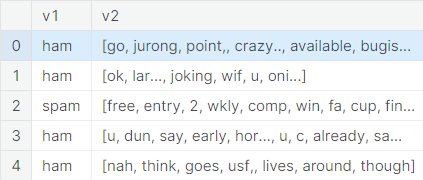 v1 v2
0 ham [go, jurong, point,, crazy.., available, bugis...
1 ham [ok, lar..., joking, wif, u, oni...]
2 spam [free, entry, 2, wkly, comp, win, fa, cup, fin...
3 ham [u, dun, say, early, hor..., u, c, already, sa...
4 ham [nah, think, goes, usf,, lives, around, though]